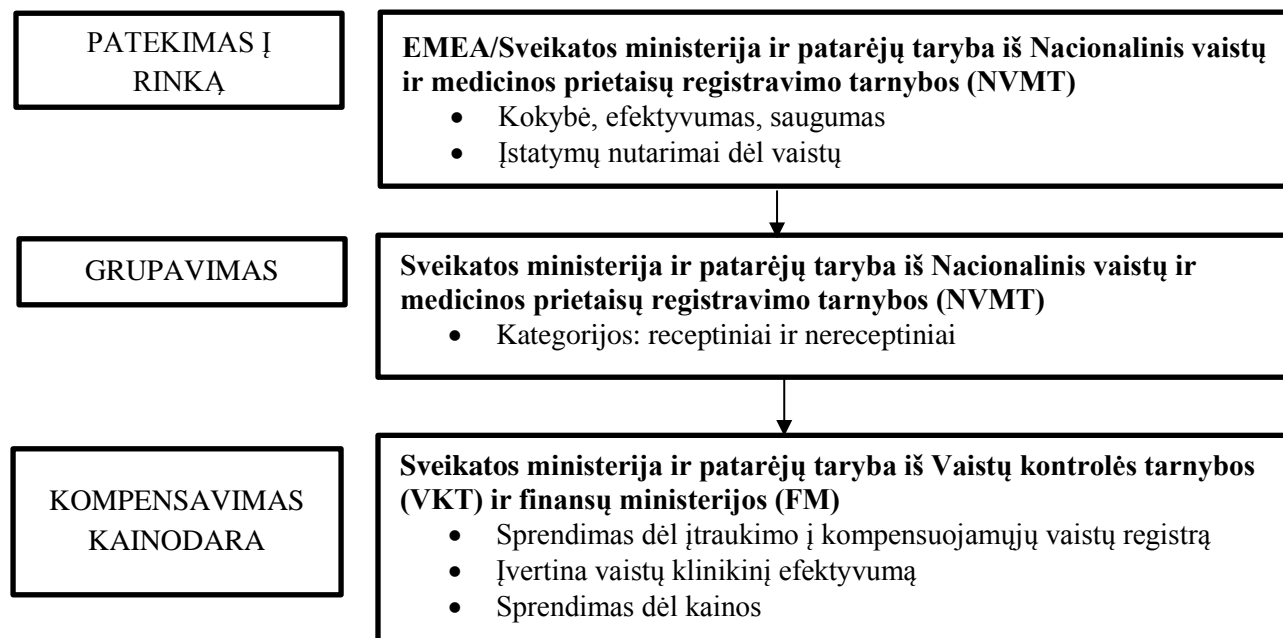 PATEKIMAS Į
RINKĄ
EMEA/Sveikatos ministerija ir patarėjų taryba iš Nacionalinis vaistų
ir medicinos prietaisų registravimo tarnybos (NVMT)
• Kokybė, efektyvumas, saugumas
• Įstatymų nutarimai dėl vaistų
GRUPAVIMAS
Sveikatos ministerija ir patarėjų taryba iš Nacionalinis vaistų ir
medicinos prietaisų registravimo tarnybos (NVMT)
• Kategorijos: receptiniai ir nereceptiniai
KOMPENSAVIMAS
KAINODARA
Sveikatos ministerija ir patarėjų taryba iš Vaistų kontrolės tarnybos
(VKT) ir finansų ministerijos (FM)
• Sprendimas dėl įtraukimo į kompensuojamųjų vaistų registrą
• Įvertina vaistų klinikinį efektyvumą
• Sprendimas dėl kainos